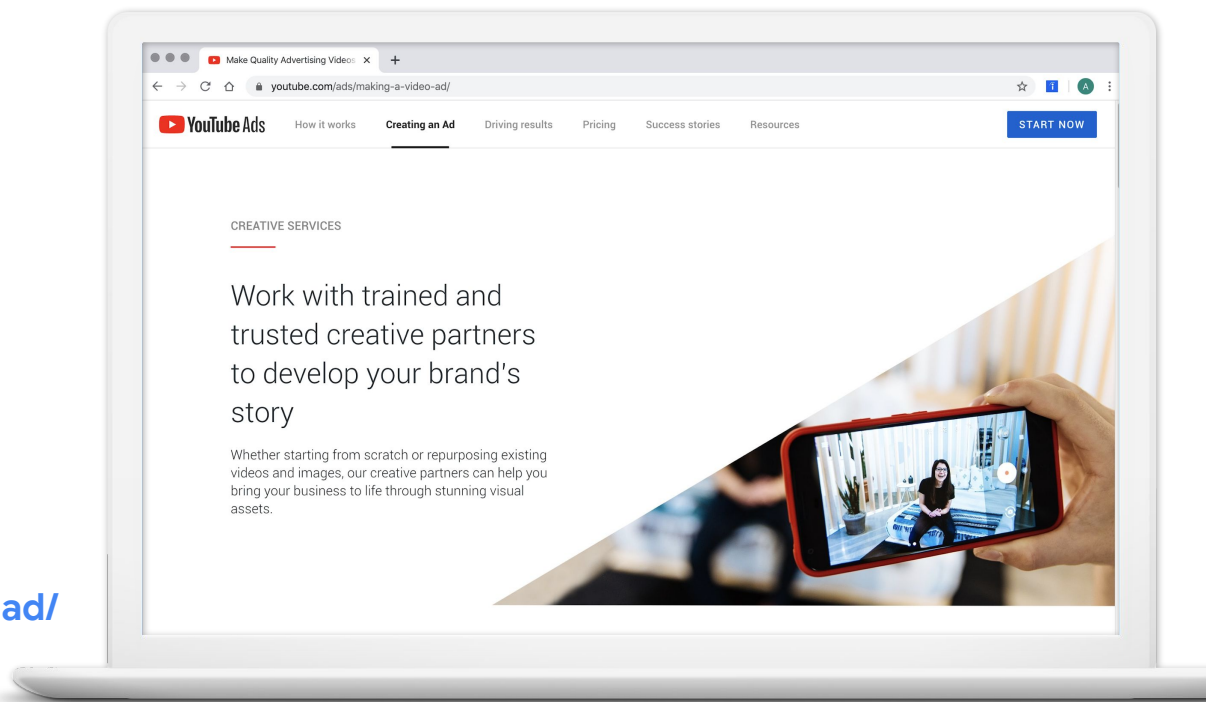 Make Quality Advertising Videos
youtube.com/ads/making-a-video-ad/
A
YouTube Ads
How it works
Creating an Ad
Driving results
Pricing
Success stories
Resources
START NOW
CREATIVE SERVICES
Work with trained and
trusted creative partners
to develop your brand's
story
Whether starting from scratch or repurposing existing
videos and images, our creative partners can help you
bring your business to life through stunning visual
assets.
ad/